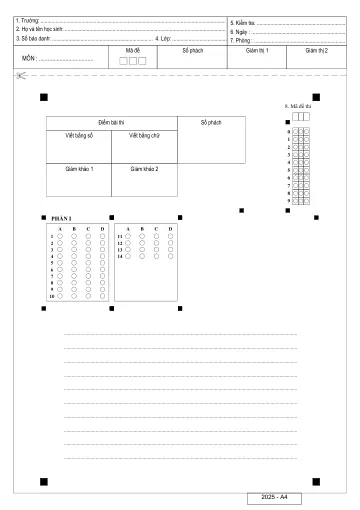 1. Trường:
2. Họ và tên học sinh:
3. Số báo danh: 4. Lớp:
5. Kiểm tra:
6. Ngày :
7. Phòng :
MÔN :
Mã đề
Số phách
Giám thị 1
Giám thị 2
8. Mã đề thi
Điểm bài thi
Số phách
Viết bằng số
Viết bằng chữ
Giám khảo 1
Giám khảo 2
0
1
2
3
4
5
6
7
8
9
PHẦN I
A B C D
1
2
3
4
5
6
7
8
9
10
A B C D
11
12
13
14
2025 - A4